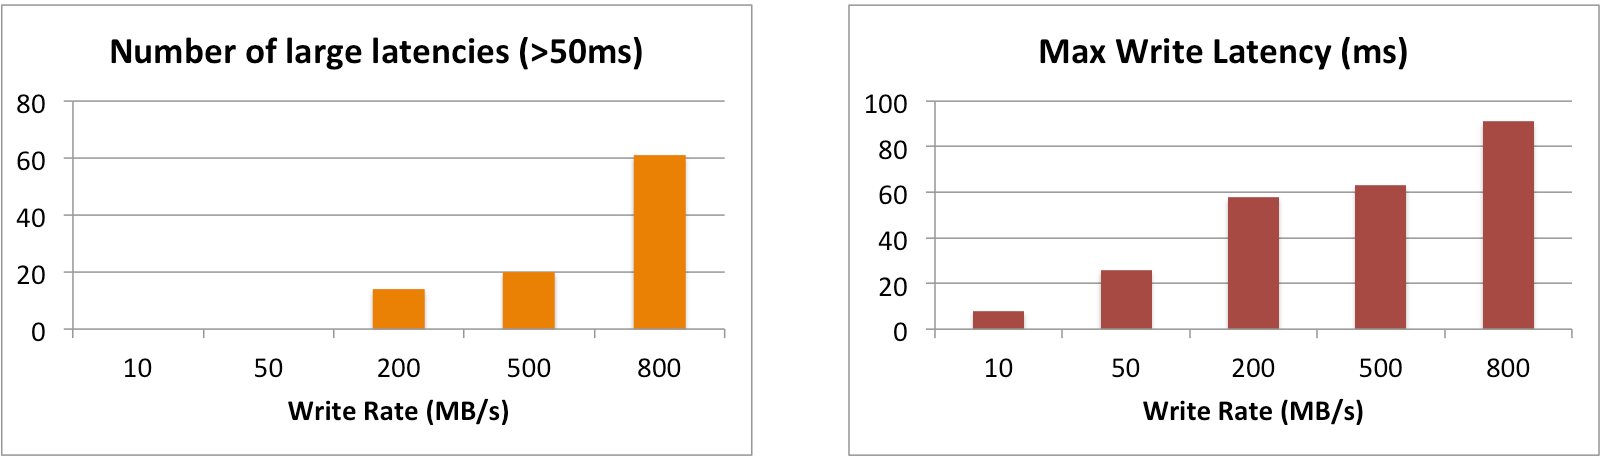 Number of large latencies (>50ms)
80
60
40
20
0
10 50 200 500 800
Write Rate (MB/s)
Max Write Latency (ms)
100
80
60
40
20
0
10 50 200 500 800
Write Rate (MB/s)